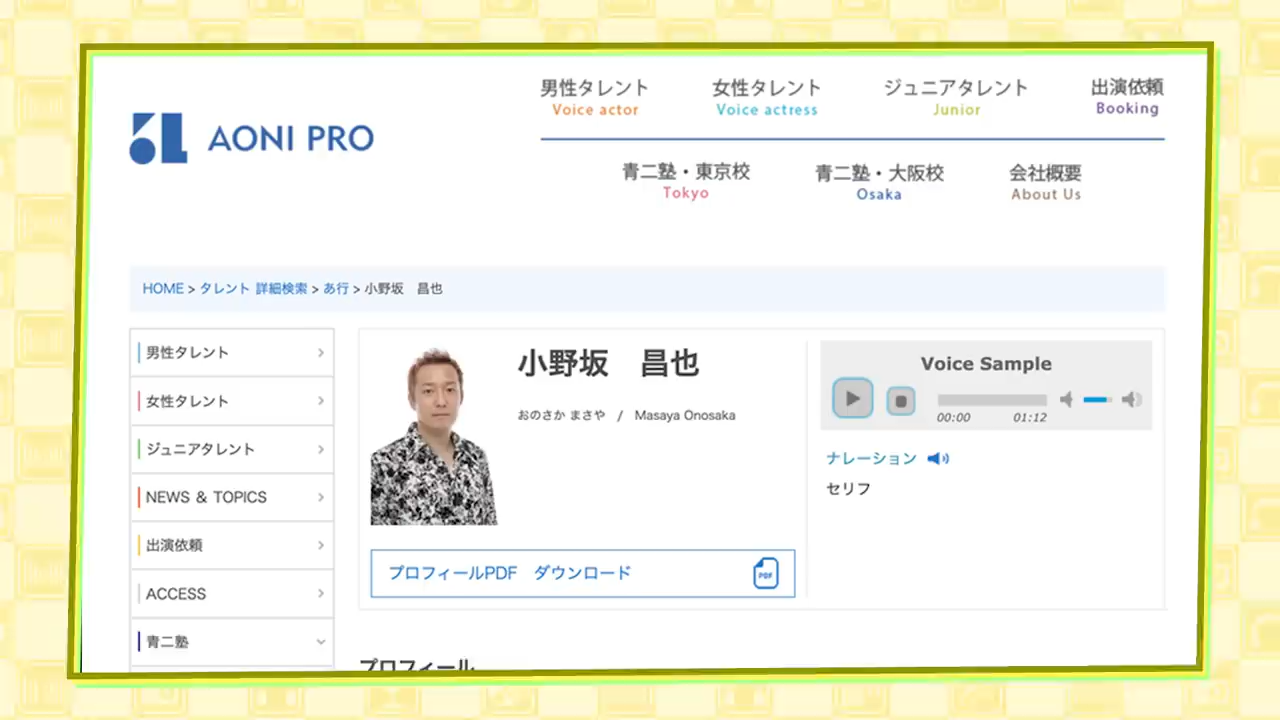 男性タレント
Voice actor
女性タレント
Voice actress
ジュニアタレント
Junior
出演依頼
Booking
AONI PRO
青二塾・東京校
Tokyo
青二塾・大阪校
Osaka
会社概要
About Us
HOME > タレント 詳細検索 > あ行 > 小野坂　昌也
男性タレント
女性タレント
ジュニアタレント
NEWS & TOPICS
出演依頼
ACCESS
青二塾
小野坂　昌也
おのさか まさや / Masaya Onosaka
プロフィールPDF　ダウンロード
PDF
Voice Sample
00:00
01:12
ナレーション
セリフ
プロフィール